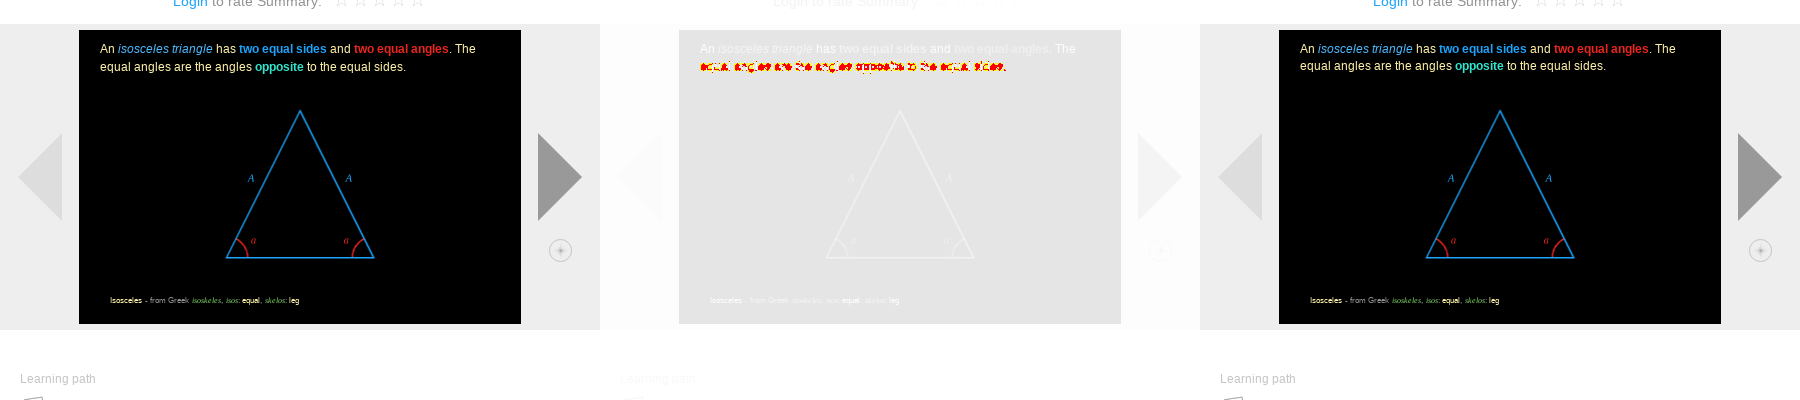 Login to rate Summary:
An isosceles triangle has two equal sides and two equal angles. The
equal angles are the angles opposite to the equal sides.
A A
a a
Isosceles - from Greek isoskeles, isos: equal, skelos: leg
Learning path
Login to rate Summary:
An isosceles triangle has two equal sides and two equal angles. The
A A
Isosceles - from Greek isoskeles, isos: equal, skelos: leg
Learning path
Login to rate Summary:
An isosceles triangle has two equal sides and two equal angles. The
equal angles are the angles opposite to the equal sides.
A A
a a
Isosceles - from Greek isoskeles, isos: equal, skelos: leg
Learning path